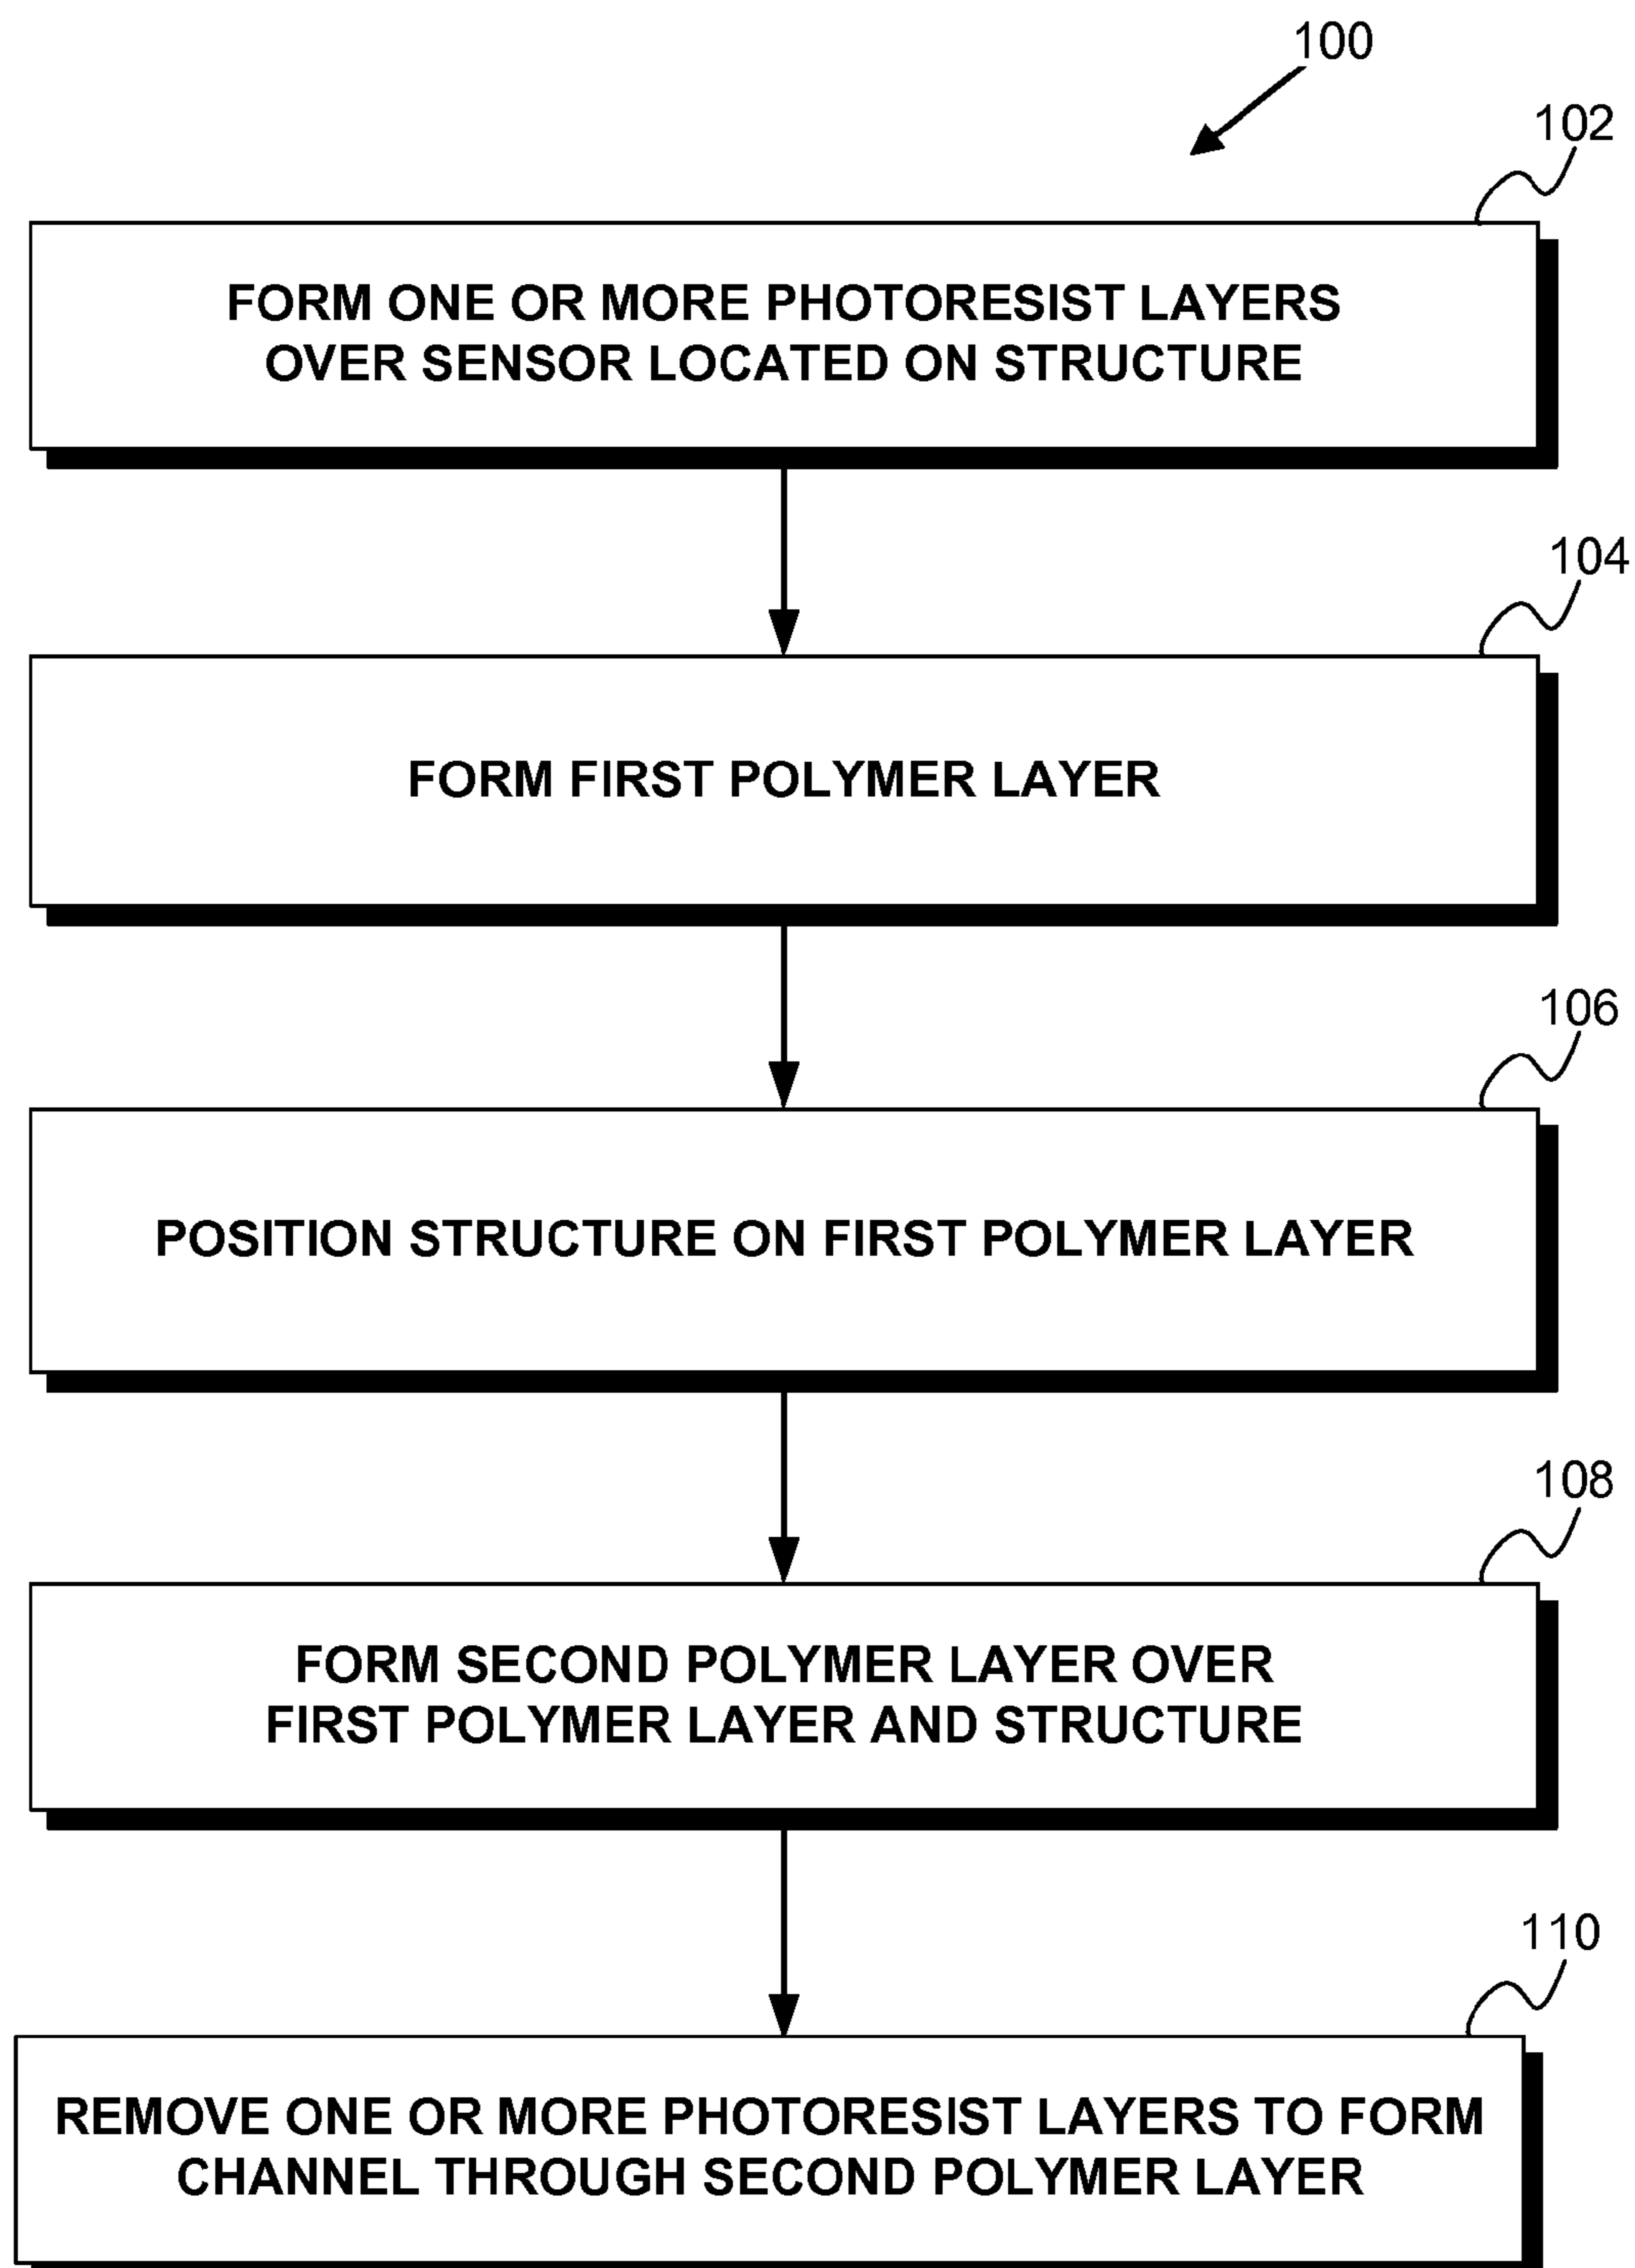 100
102
FORM ONE OR MORE PHOTORESIST LAYERS
OVER SENSOR LOCATED ON STRUCTURE
104
FORM FIRST POLYMER LAYER
106
POSITION STRUCTURE ON FIRST POLYMER LAYER
108
FORM SECOND POLYMER LAYER OVER
FIRST POLYMER LAYER AND STRUCTURE
110
REMOVE ONE OR MORE PHOTORESIST LAYERS TO FORM
CHANNEL THROUGH SECOND POLYMER LAYER